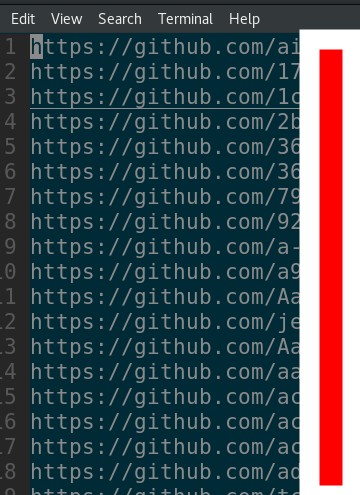 Edit View Search Terminal Help
1 https://github.com/ai
2 https://github.com/17
3 https://github.com/1c
4 https://github.com/2b
5 https://github.com/36
6 https://github.com/36
7 https://github.com/79
8 https://github.com/92
9 https://github.com/a-
10 https://github.com/a9
11 https://github.com/Aa
12 https://github.com/je
13 https://github.com/Aa
14 https://github.com/aa
15 https://github.com/ac
16 https://github.com/ac
17 https://github.com/ac
18 https://github.com/ad